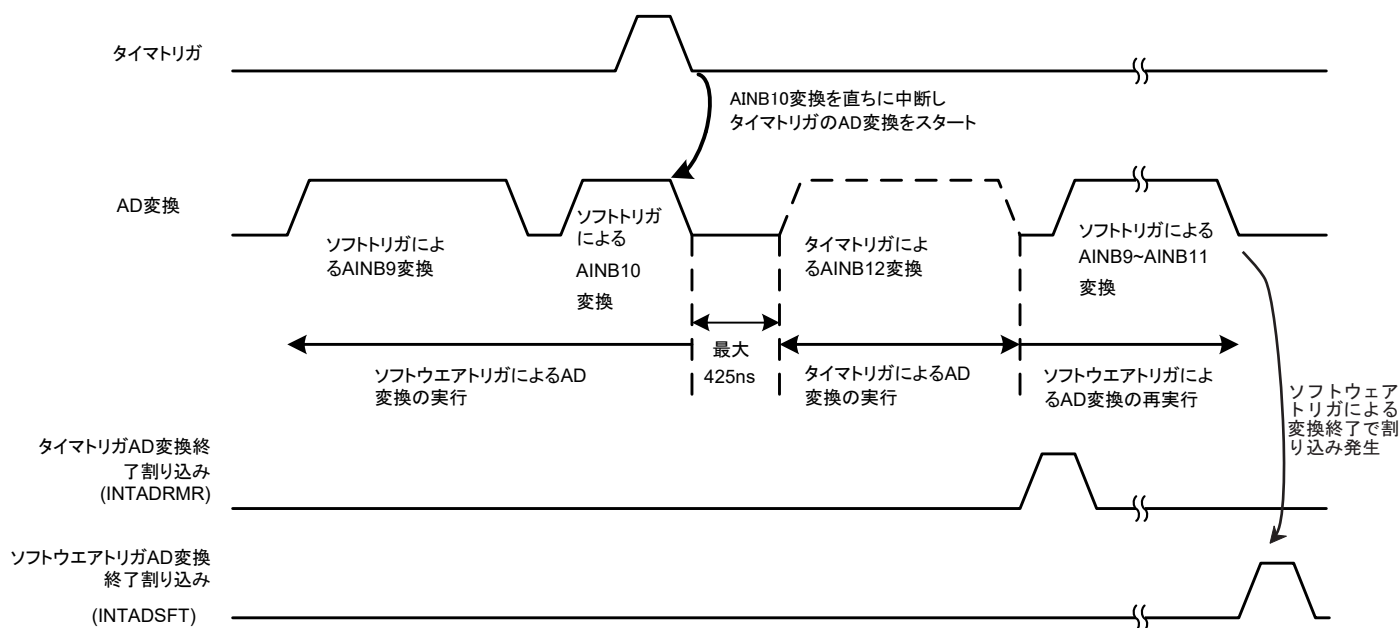 タイマトリガ
AINB10変換を直ちに中断し
タイマトリガのAD変換をスタート
AD変換
ソフトトリガによ
るAINB9変換
ソフトトリガ
による
AINB10
変換
タイマトリガによ
るAINB12変換
ソフトトリガによる
AINB9~AINB11
変換
ソフトウエアトリガによるAD
変換の実行
最大
425ns
タイマトリガによるAD
変換の実行
ソフトウエアトリガによ
るAD変換の再実行
ソフトウェア
トリガによる
変換終了で割
り込み発生
タイマトリガAD変換終
了割り込み
(INTADRMR)
ソフトウエアトリガAD変換
終了割り込み
(INTADSFT)